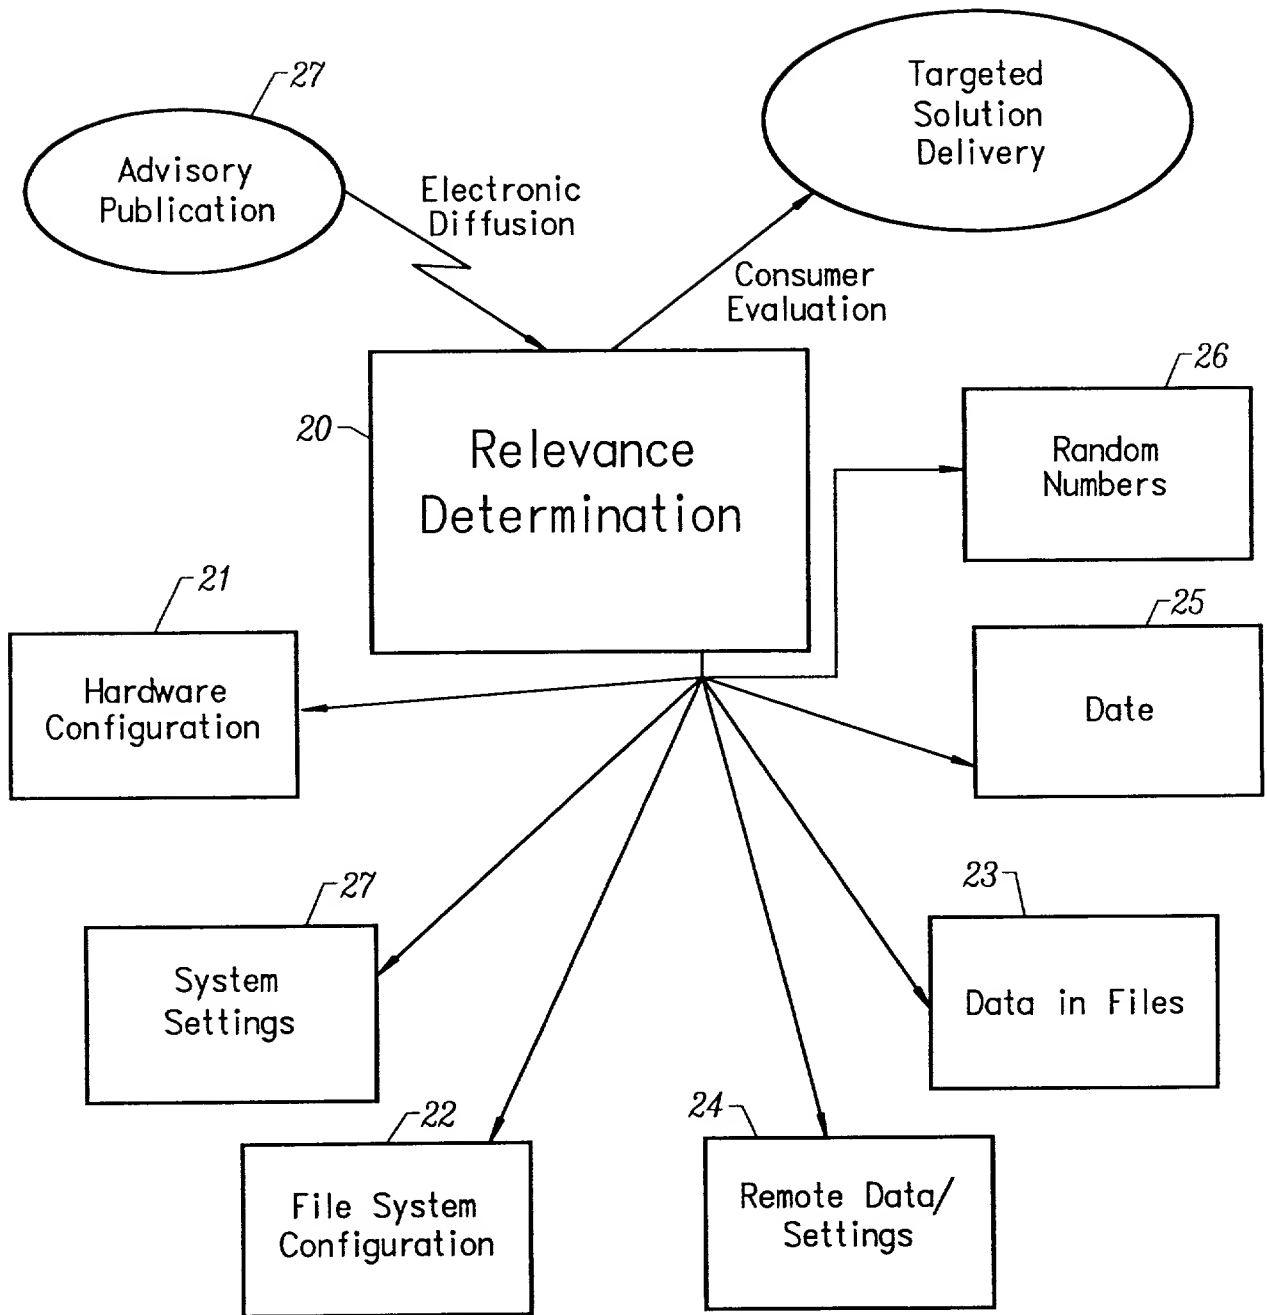 27
Advisory
Publication
Electronic
Diffusion
Targeted
Solution
Delivery
Consumer
Evaluation
20
Relevance
Determination
26
Random
Numbers
21
Hardware
Configuration
25
Date
27
System
Settings
23
Data in Files
22
File System
Configuration
24
Remote Data/
Settings